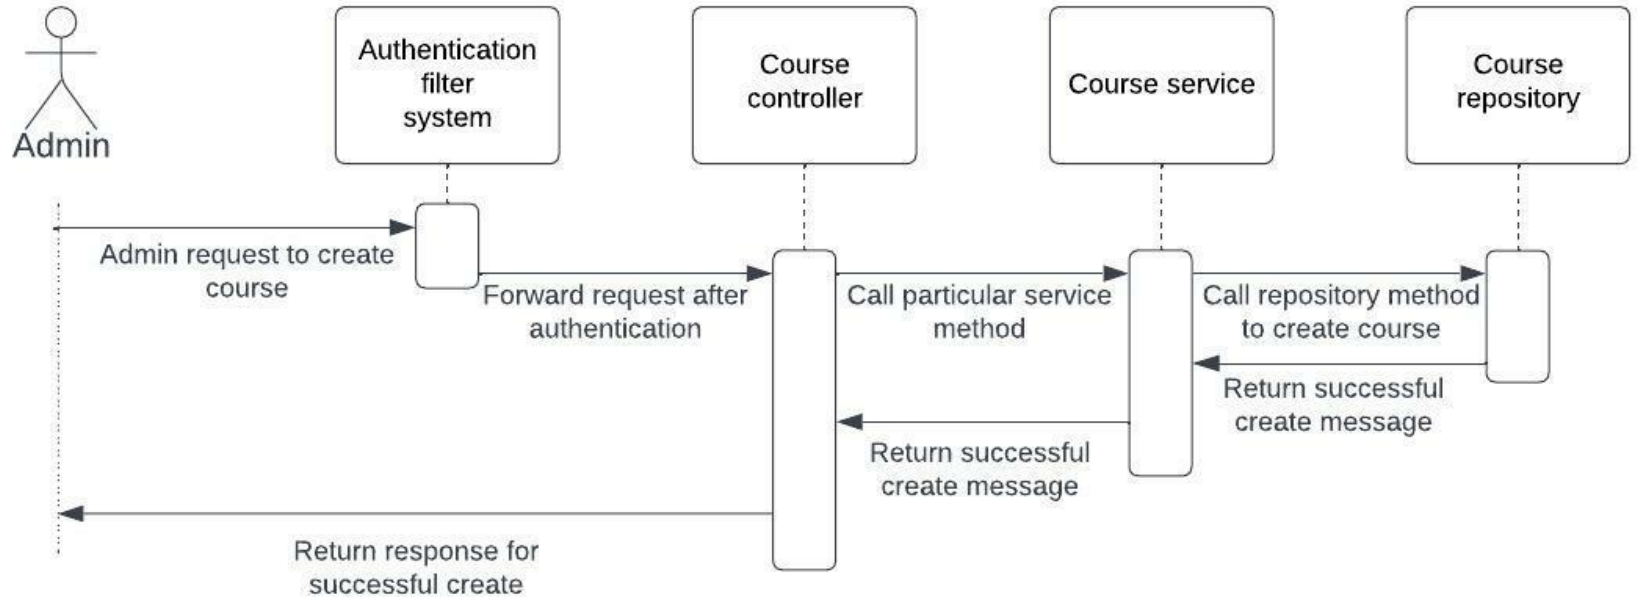 Authentication
filter
system
Course
controller
Course service
Course
repository
Admin
Admin request to create
course
Forward request after
authentication
Call particular service
method
Call repository method
to create course
Return successful
create message
Return successful
create message
Return response for
successful create